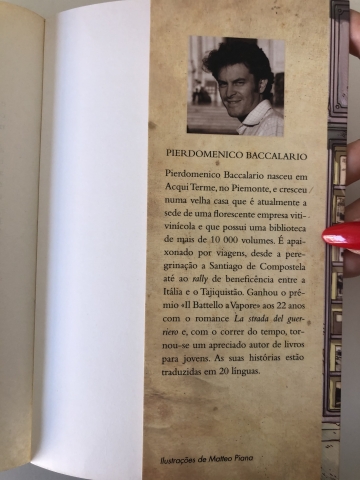 PIERDOMENICO BACCALARIO
Pierdomenico Baccalario nasceu em
Acqui Terme, no Piemonte, e cresceu
numa velha casa que é atualmente a
sede de uma florescente empresa viti-
vinícola e que possui uma biblioteca
de mais de 10 000 volumes. É apai-
xonado por viagens, desde a pere-
grinação a Santiago de Compostela
até ao rally de beneficência entre a
Itália e o Tajiquistão. Ganhou o pré-
mio «Il Battello a Vapore» aos 22 anos
com o romance La strada del guer-
riero e, com o correr do tempo, tor-
nou-se um apreciado autor de livros
para jovens. As suas histórias estão
traduzidas em 20 línguas.
Ilustrações de Matteo Piana